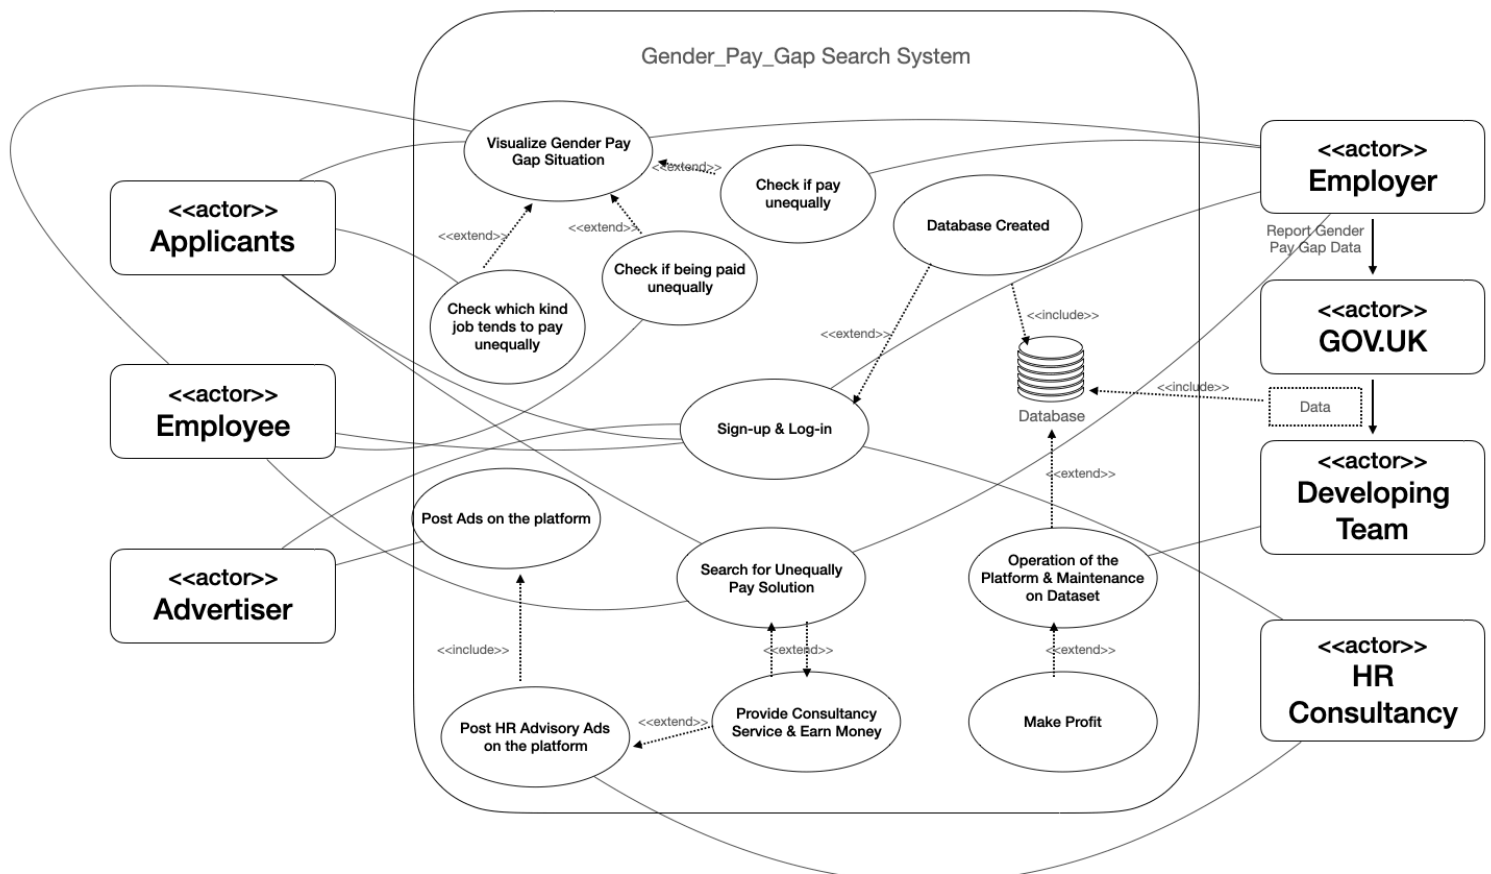 Gender_Pay_Gap Search System
Visualize Gender Pay
Gap Situation
<<extend>>
Check if pay
unequally
<<actor>>
Employer
<<actor>>
Applicants
<<extend>>
<<extend>>
Database Created
Report Gender
Pay Gap Data
Check if being paid
unequally
Check which kind
job tends to pay
unequally
<<extend>>
<<include>>
<<actor>>
GOV.UK
<<actor>>
Employee
Sign-up & Log-in
Database
<<include>>
Data
<<actor>>
Developing
Team
<<extend>>
Post Ads on the platform
<<actor>>
Advertiser
Search for Unequally
Pay Solution
Operation of the
Platform & Maintenance
on Dataset
<<include>>
<<extend>>
<<extend>>
<<actor>>
HR
Consultancy
Post HR Advisory Ads
on the platform
<<extend>>
Provide Consultancy
Service & Earn Money
Make Profit